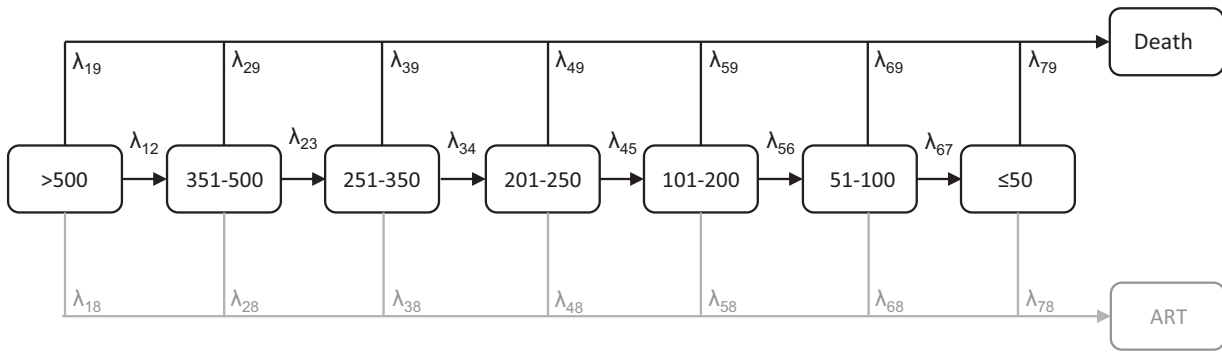 Death
λ19 λ29 λ39 λ49 λ59 λ69 λ79
λ12 λ23 λ34 λ45 λ56 λ67
>500 351-500 251-350 201-250 101-200 51-100 ≤50
λ18 λ28 λ38 λ48 λ58 λ68 λ78
ART